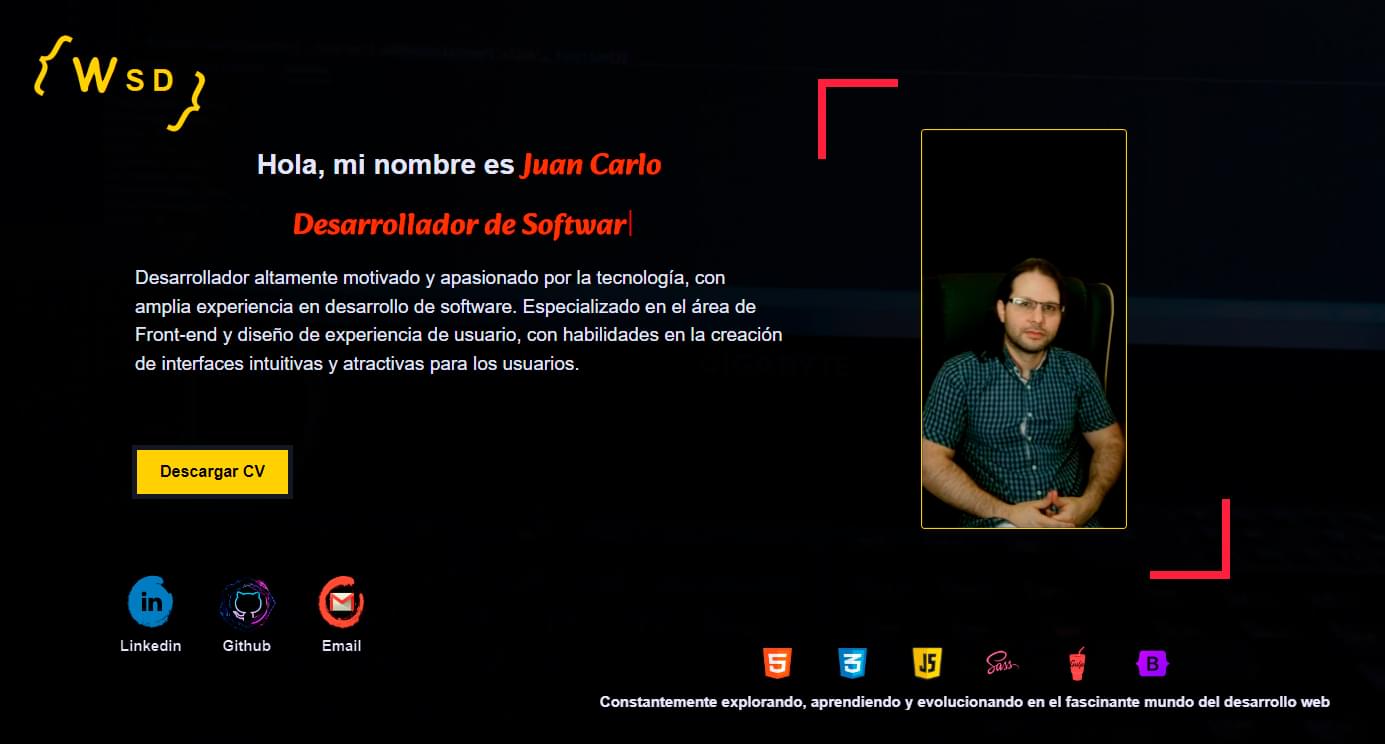 { W S D }
Hola, mi nombre es Juan Carlo
Desarrollador de Softwar
Desarrollador altamente motivado y apasionado por la tecnología, con
amplia experiencia en desarrollo de software. Especializado en el área de
Front-end y diseño de experiencia de usuario, con habilidades en la creación
de interfaces intuitivas y atractivas para los usuarios.
Descargar CV
in
Linkedin
Github
Email
5
3
JS
Sass
Gulp
B
Constantemente explorando, aprendiendo y evolucionando en el fascinante mundo del desarrollo web